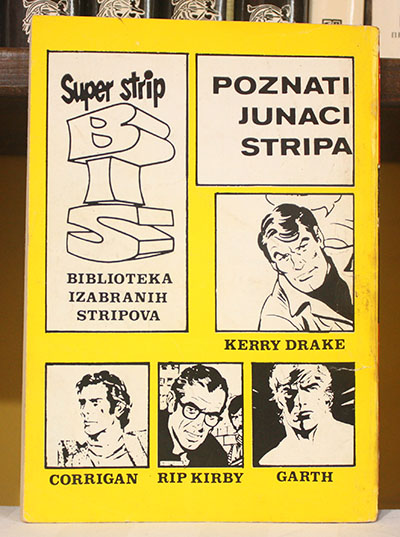 Super strip
BIS
BIBLIOTEKA
IZABRANIH
STRIPOVA
POZNATI
JUNACI
STRIPA
KERRY DRAKE
CORRIGAN
RIP KIRBY
GARTH